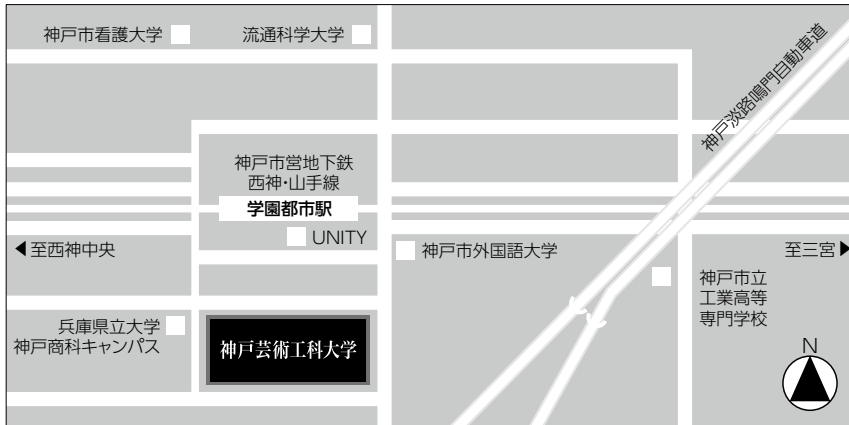 神戸市看護大学
流通科学大学
神戸淡路鳴門自動車道
神戸市営地下鉄
西神・山手線
学園都市駅
UNITY
◀至西神中央
神戸市外国語大学
至三宮▶
神戸市立
工業高等
専門学校
兵庫県立大学
神戸商科キャンパス
神戸芸術工科大学
N